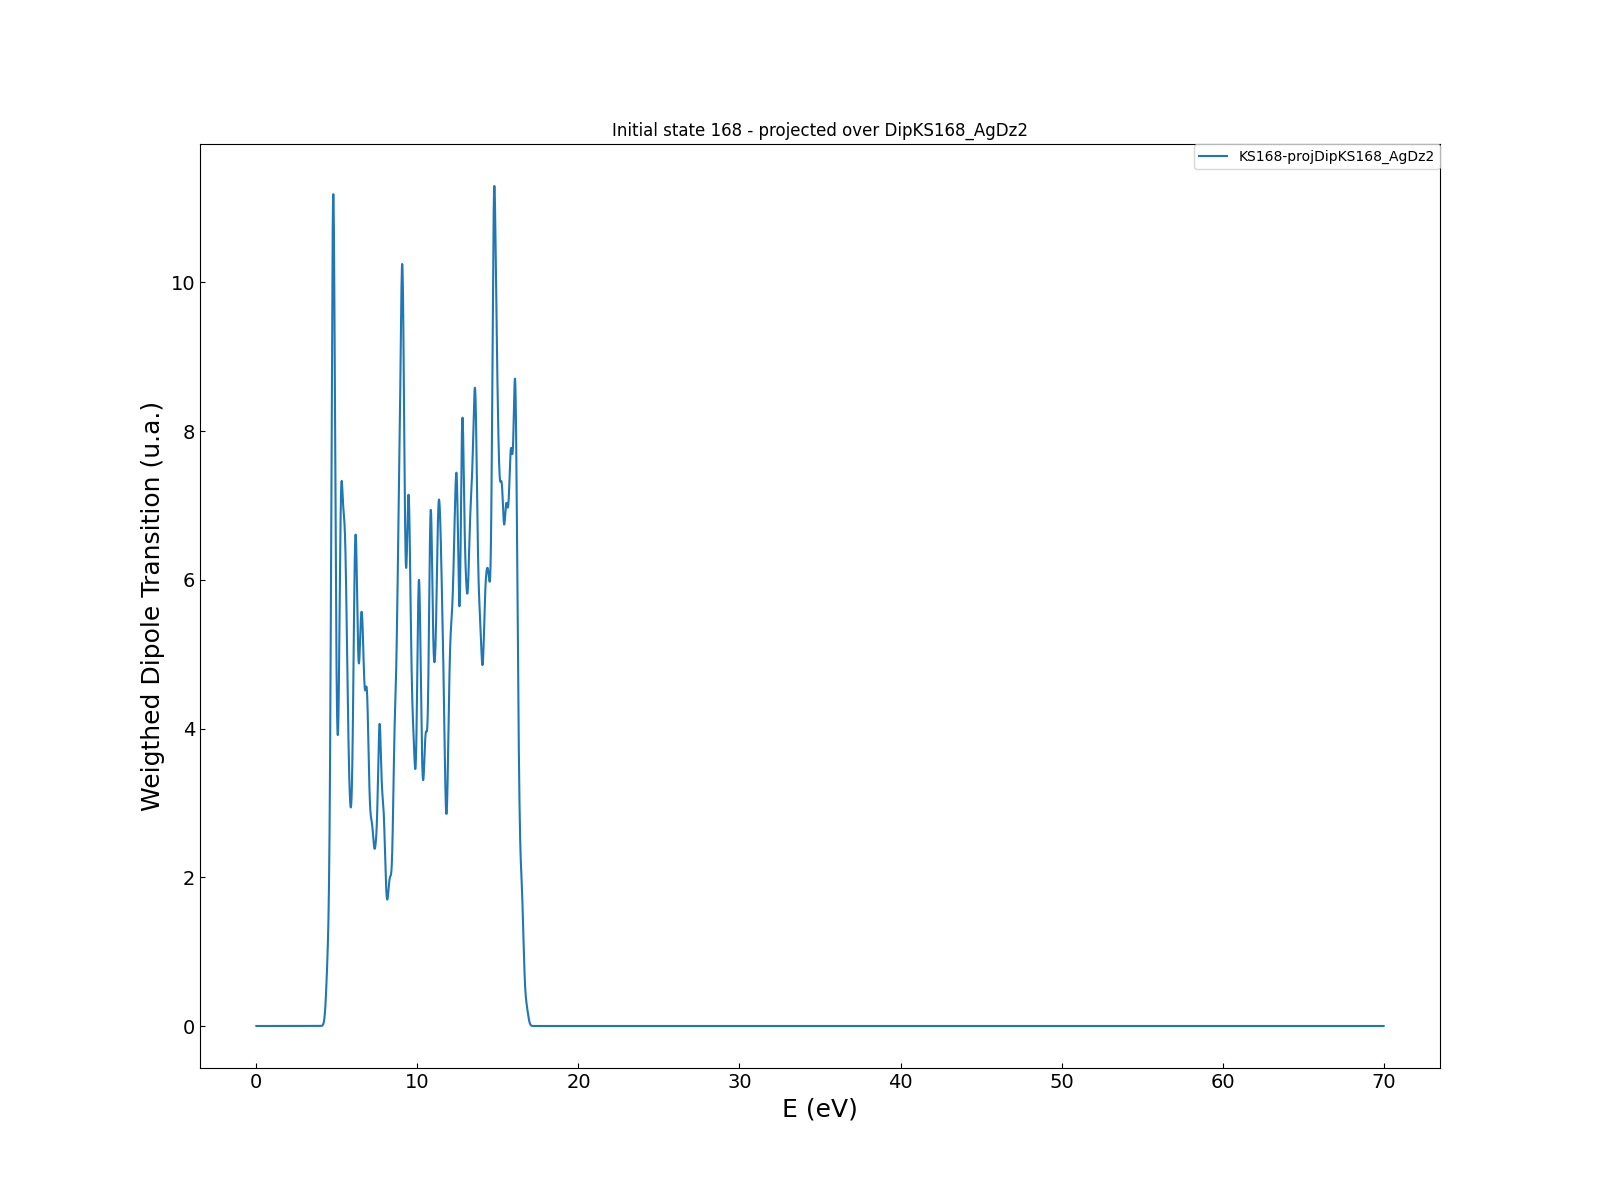 Initial state 168 - projected over DipKS168_AgDz2
KS168-projDipKS168_AgDz2
Weigthed Dipole Transition (u.a.)
10
8
6
4
2
0
0 10 20 30 40 50 60 70
E (eV)